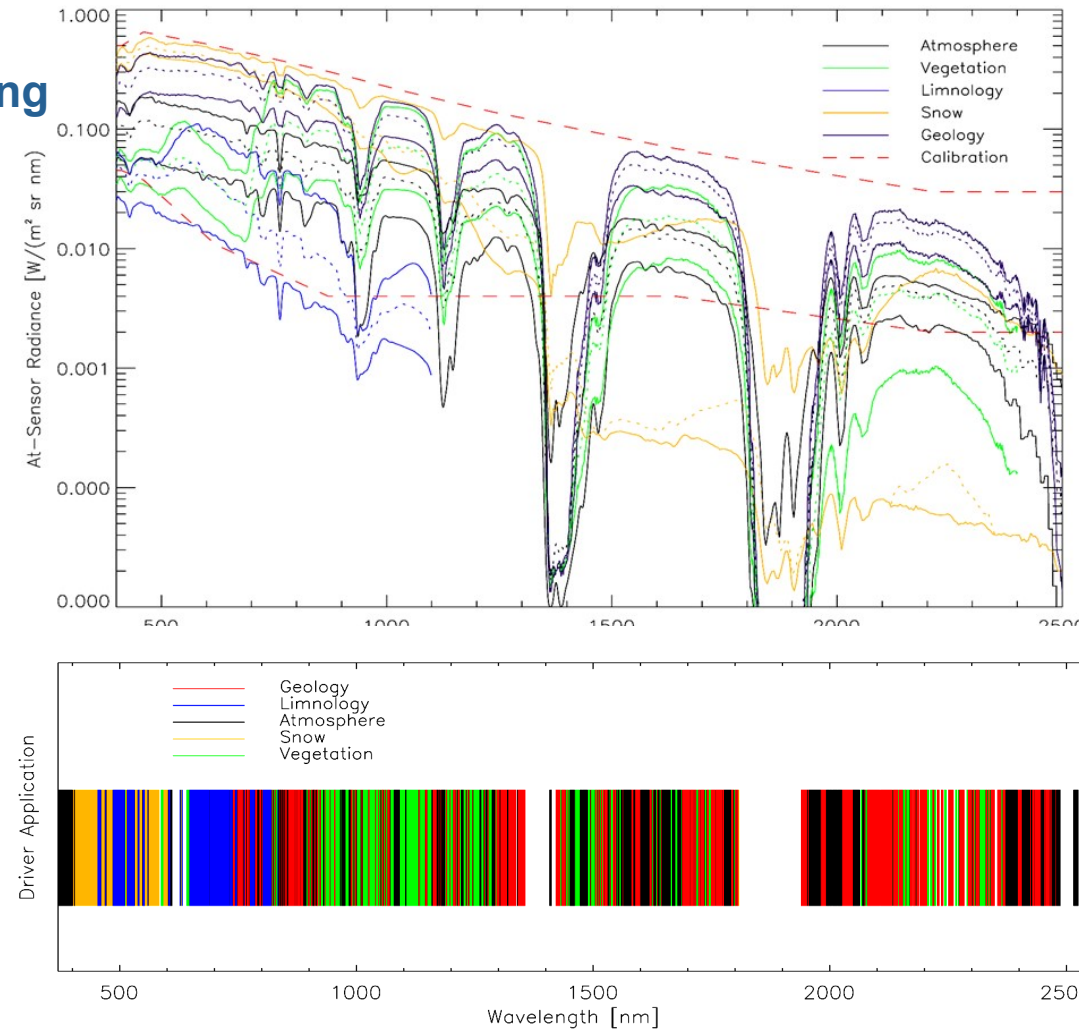 ng
1.000
0.100
0.010
0.001
0.000
0.000
At-Sensor Radiance [W/(m² sr nm)]
Atmosphere
Vegetation
Limnology
Snow
Geology
Calibration
500
1000
1500
2000
2500
Geology
Limnology
Atmosphere
Snow
Vegetation
Driver Application
500
1000
1500
2000
250
Wavelength [nm]